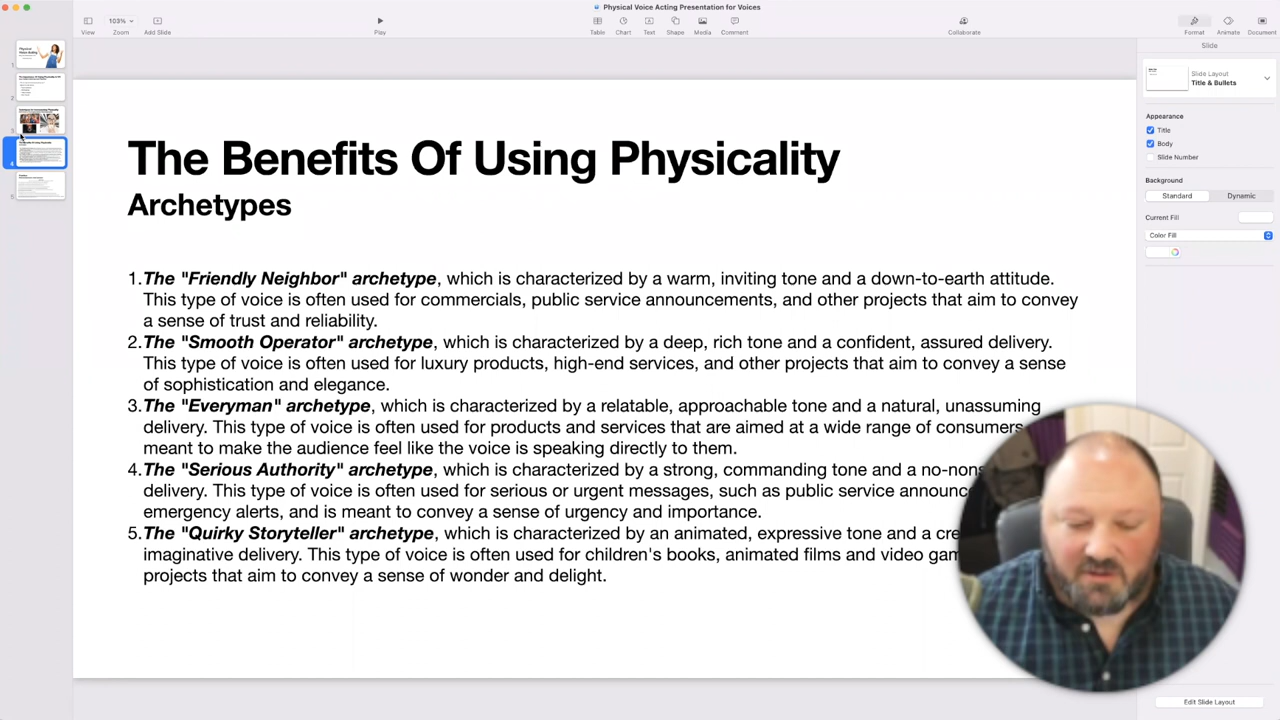 Physical Voice Acting Presentation for Voices
103%
View
Zoom
Add Slide
Play
Table
Chart
Text
Shape
Media
Comment
Collaborate
Format
Animate
Document
1
2
3
4
5
The Benefits Of Using Physicality
Archetypes
1.The "Friendly Neighbor" archetype, which is characterized by a warm, inviting tone and a down-to-earth attitude.
This type of voice is often used for commercials, public service announcements, and other projects that aim to convey
a sense of trust and reliability.
2.The "Smooth Operator" archetype, which is characterized by a deep, rich tone and a confident, assured delivery.
This type of voice is often used for luxury products, high-end services, and other projects that aim to convey a sense
of sophistication and elegance.
3.The "Everyman" archetype, which is characterized by a relatable, approachable tone and a natural, unassuming
delivery. This type of voice is often used for products and services that are aimed at a wide range of consumers
meant to make the audience feel like the voice is speaking directly to them.
4.The "Serious Authority" archetype, which is characterized by a strong, commanding tone and a no-nons
delivery. This type of voice is often used for serious or urgent messages, such as public service announc
emergency alerts, and is meant to convey a sense of urgency and importance.
5.The "Quirky Storyteller" archetype, which is characterized by an animated, expressive tone and a cre
imaginative delivery. This type of voice is often used for children's books, animated films and video gam
projects that aim to convey a sense of wonder and delight.
Slide
Slide Layout
Title & Bullets
Appearance
Title
Body
Slide Number
Background
Standard
Dynamic
Current Fill
Color Fill
Edit Slide Layout